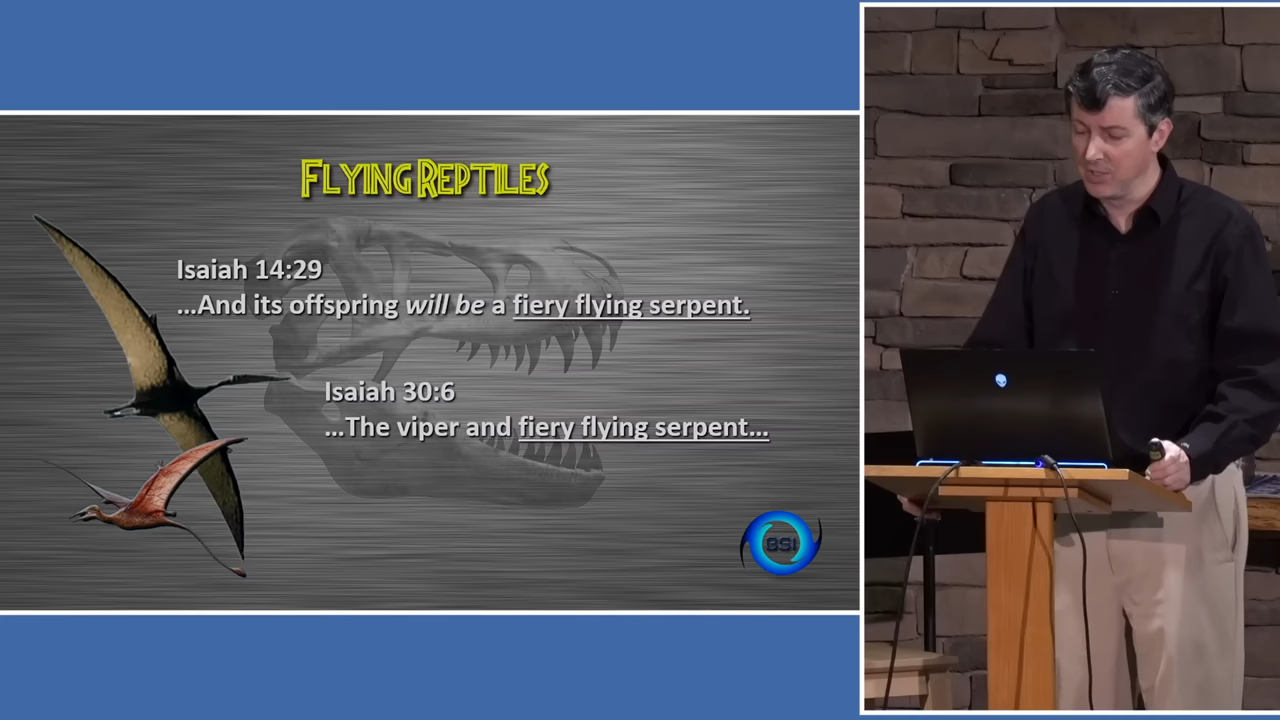 FLYING REPTILES
Isaiah 14:29
...And its offspring will be a fiery flying serpent.
Isaiah 30:6
...The viper and fiery flying serpent...
BSI